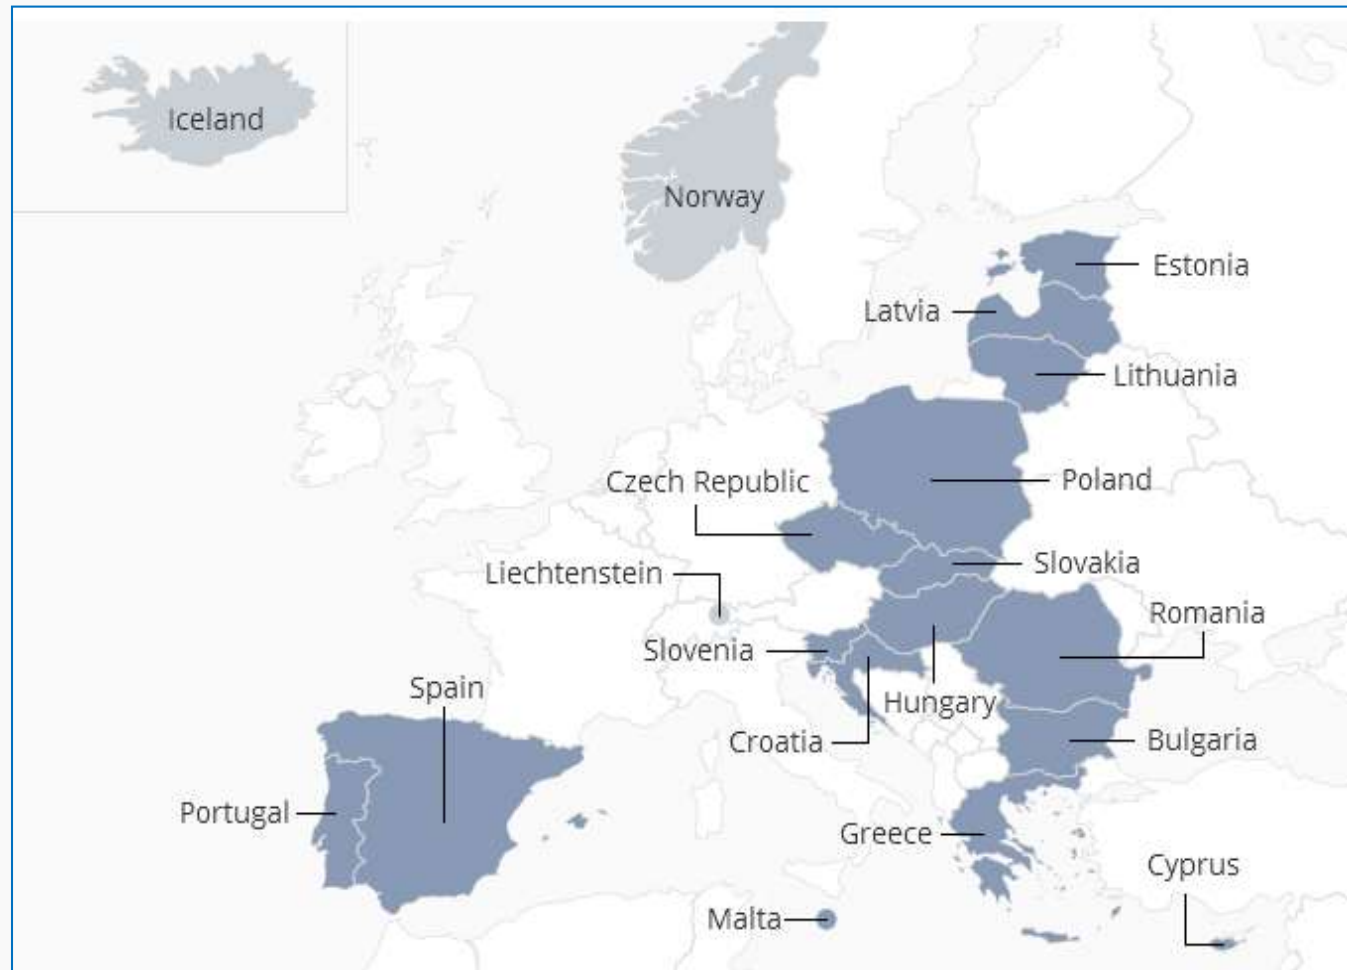 Iceland
Norway
Estonia
Latvia
Lithuania
Czech Republic
Poland
Slovakia
Liechtenstein
Romania
Slovenia
Spain
Hungary
Croatia
Bulgaria
Portugal
Greece
Cyprus
Malta